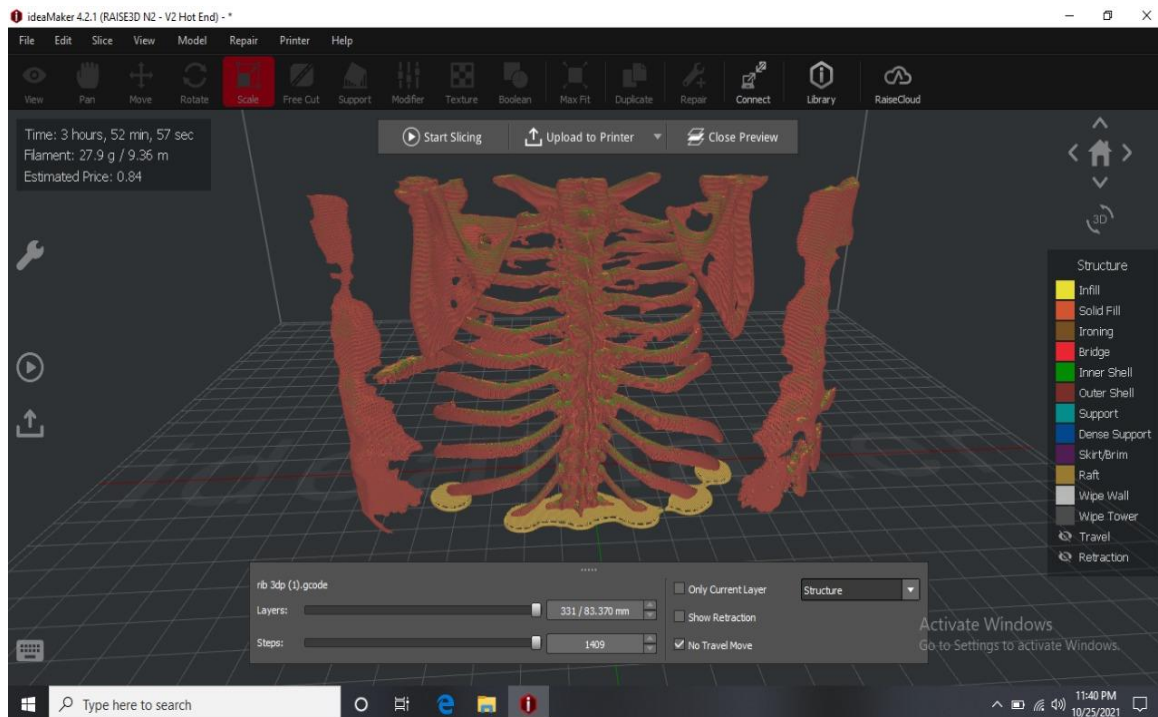 ideaMaker 4.2.1 (RAISE3D N2 - V2 Hot End) - *
File Edit Slice View Model Repair Printer Help
View Pan Move Rotate Scale Free Cut Support Modifier Texture Boolean Max Fit Duplicate Repair Connect Library RaiseCloud
Time: 3 hours, 52 min, 57 sec
Filament: 27.9 g / 9.36 m
Estimated Price: 0.84
Start Slicing Upload to Printer Close Preview
3D
Structure
Infill
Solid Fill
Ironing
Bridge
Inner Shell
Outer Shell
Support
Dense Support
Skirt/Brim
Raft
Wipe Wall
Wipe Tower
Travel
Retraction
rib 3dp (1).gcode
Layers: 331 / 83.370 mm
Steps: 1409
Only Current Layer Structure
Show Retraction
No Travel Move
Activate Windows
Go to Settings to activate Windows.
Type here to search
11:40 PM
10/25/2021